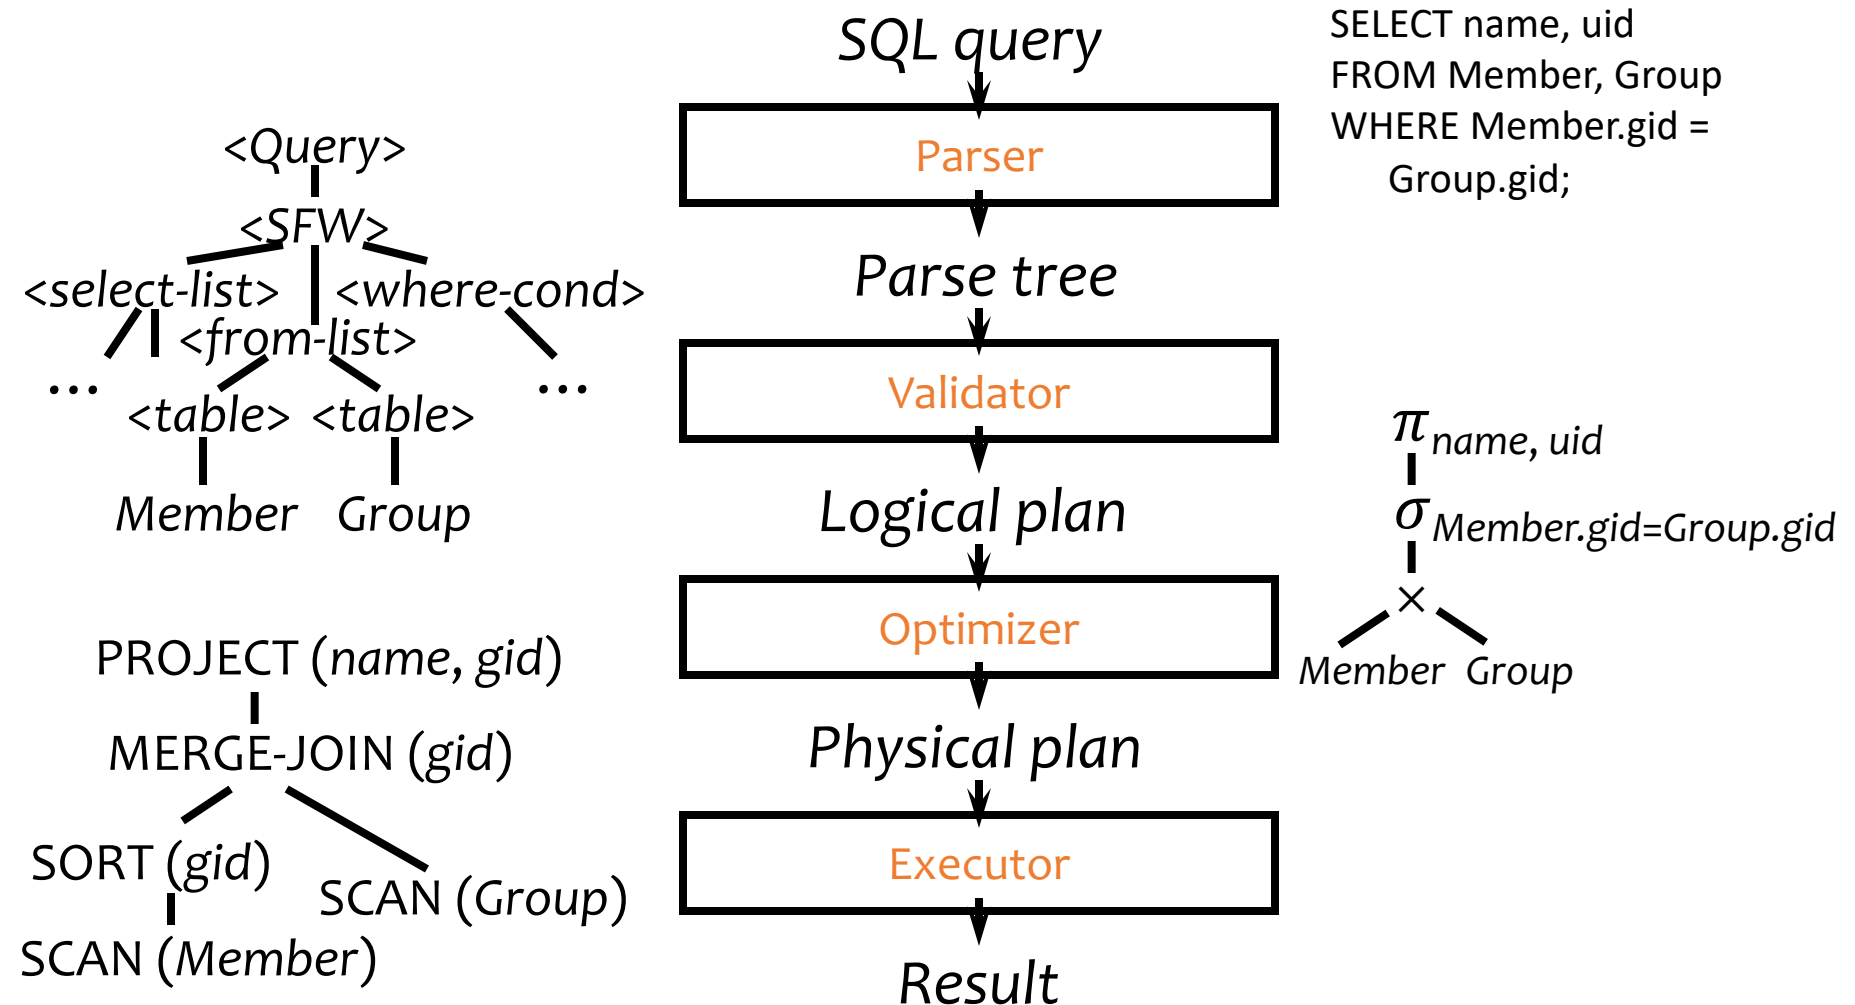 SQL query
Parser
Parse tree
Validator
Logical plan
Optimizer
Physical plan
Executor
Result
SELECT name, uid
FROM Member, Group
WHERE Member.gid =
Group.gid;
<Query>
<SFW>
<select-list> <where-cond>
<from-list>
... ...
<table> <table>
Member Group
π name, uid
σ Member.gid=Group.gid
×
Member Group
PROJECT (name, gid)
MERGE-JOIN (gid)
SORT (gid)
SCAN (Group)
SCAN (Member)